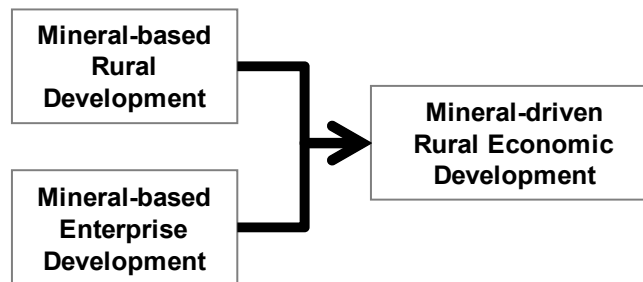 Mineral-based
Rural
Development
Mineral-based
Enterprise
Development
Mineral-driven
Rural Economic
Development